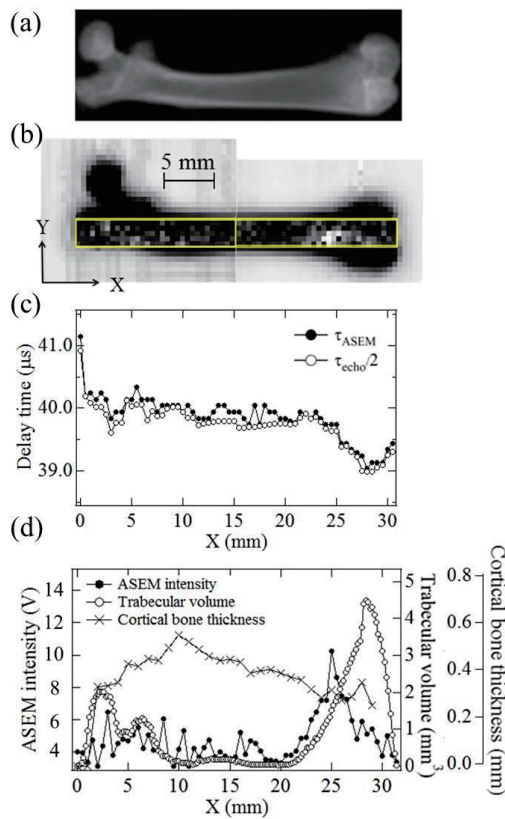 (a)
(b)
5 mm
Y
X
(c)
41.0
40.0
39.0
Delay time (μs)
τASEM
τecho/2
0 5 10 15 20 25 30
X (mm)
(d)
14
12
10
8
6
4
ASEM intensity (V)
ASEM intensity
Trabecular volume
Cortical bone thickness
5
4
3
2
1
0
Trabecular volume (mm3)
0.8
0.6
0.4
0.2
0.0
Cortical bone thickness (mm)
0 5 10 15 20 25 30
X (mm)